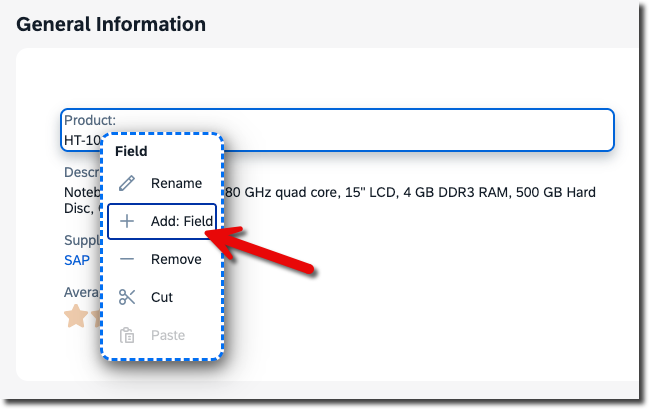 General Information
Product:
HT-10
Field
Rename
Add: Field
Remove
Cut
Paste
Descr
Noteb 80 GHz quad core, 15" LCD, 4 GB DDR3 RAM, 500 GB Hard
Disc,
Suppl
SAP
Avera